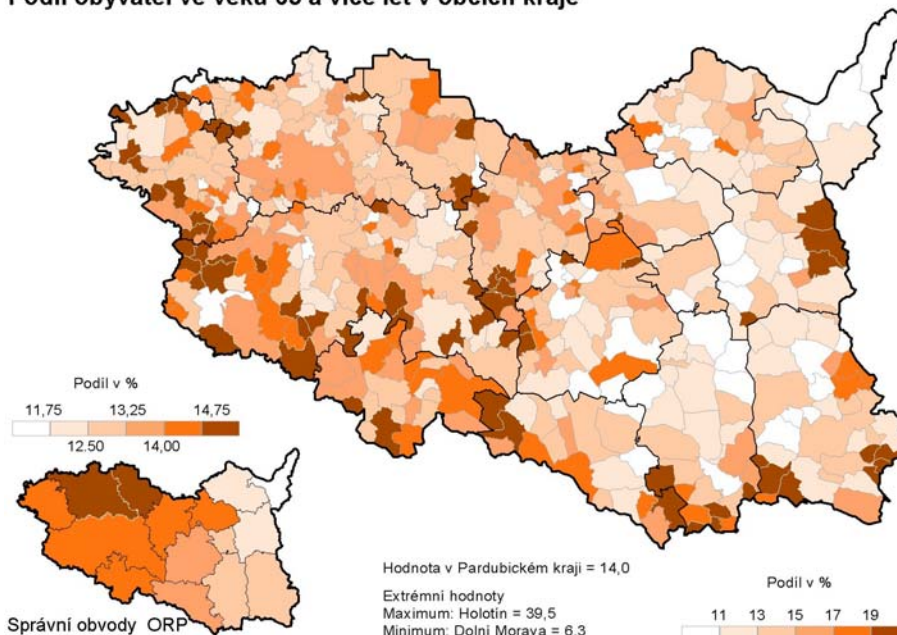 Podíl obyvatel ve věku 65 a více let v obcích kraje
Podíl v %
11,75 13,25 14,75
12.50 14,00
Správní obvody ORP
Hodnota v Pardubickém kraji = 14,0
Extrémní hodnoty
Maximum: Holotín = 39,5
Minimum: Dolní Morava = 6,3
Podíl v %
11 13 15 17 19